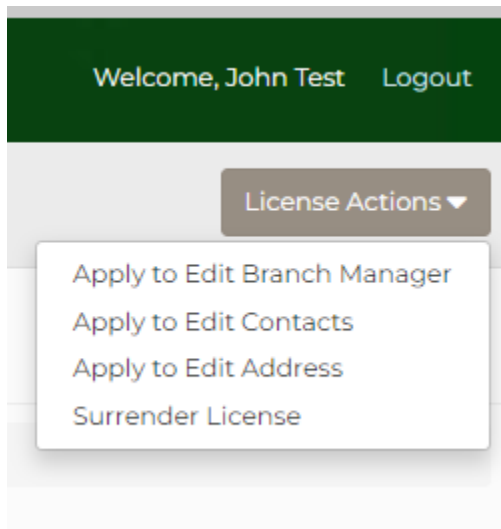 Welcome, John Test Logout
License Actions
Apply to Edit Branch Manager
Apply to Edit Contacts
Apply to Edit Address
Surrender License